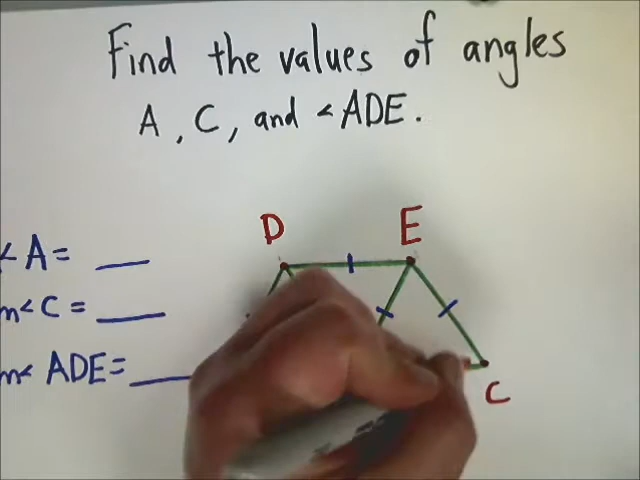 Find the values of angles
A, C, and ∠ADE.
D
E
∠A= ___
m∠C = ___
m∠ ADE= ___
C